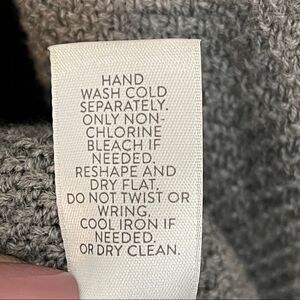 HAND
WASH COLD
SEPARATELY.
ONLY NON-
CHLORINE
BLEACH IF
NEEDED.
RESHAPE AND
DRY FLAT.
DO NOT TWIST OR
WRING.
COOL IRON IF
NEEDED.
OR DRY CLEAN.